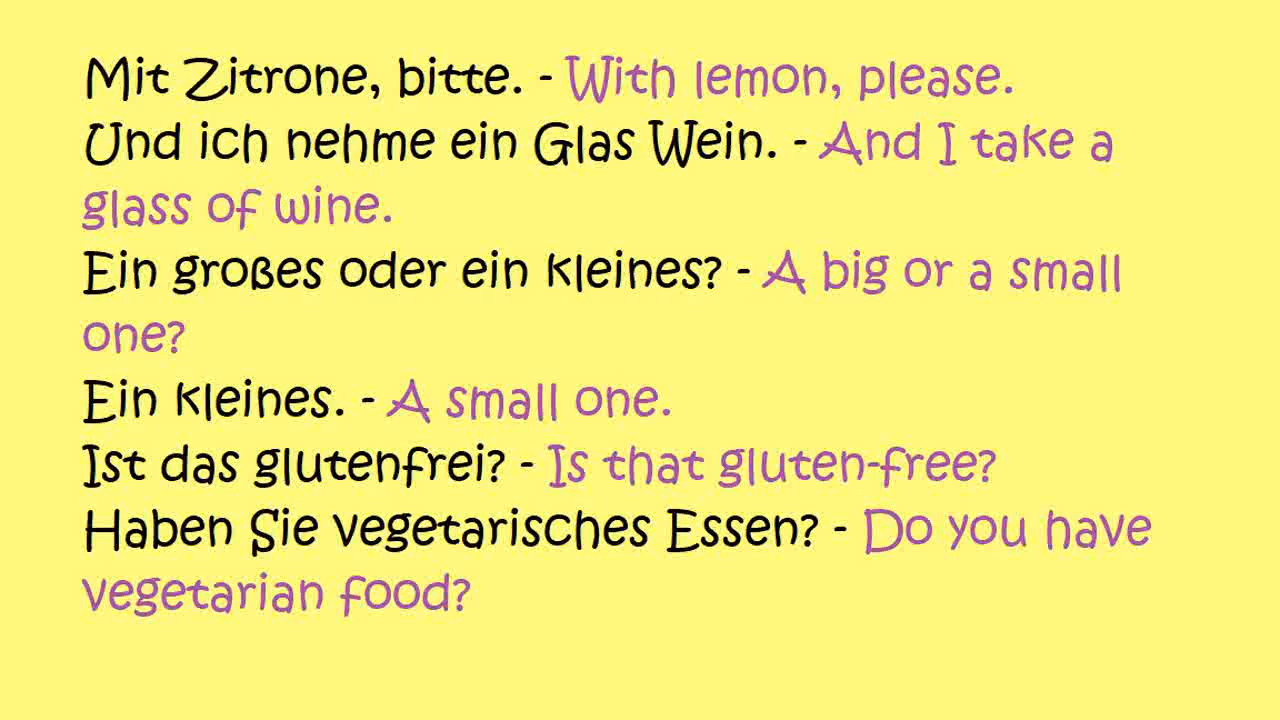 Mit Zitrone, bitte. - With lemon, please.
Und ich nehme ein Glas Wein. - And I take a
glass of wine.
Ein großes oder ein kleines? - A big or a small
one?
Ein kleines. - A small one.
Ist das glutenfrei? - Is that gluten-free?
Haben Sie vegetarisches Essen? - Do you have
vegetarian food?